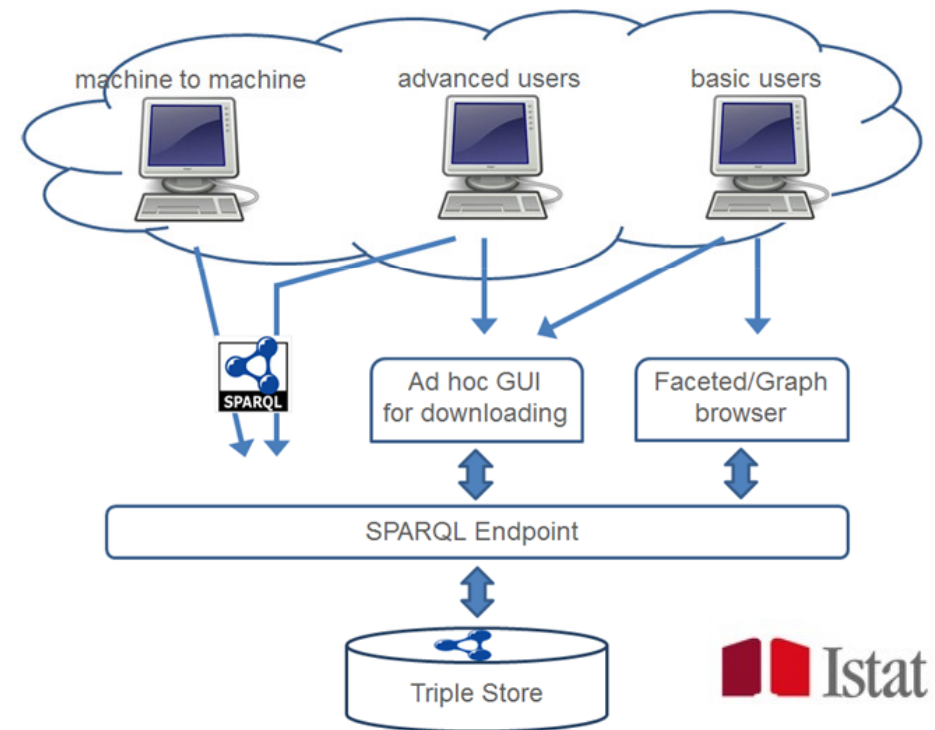 machine to machine
advanced users
basic users
SPARQL
Ad hoc GUI
for downloading
Faceted/Graph
browser
SPARQL Endpoint
Triple Store
Istat